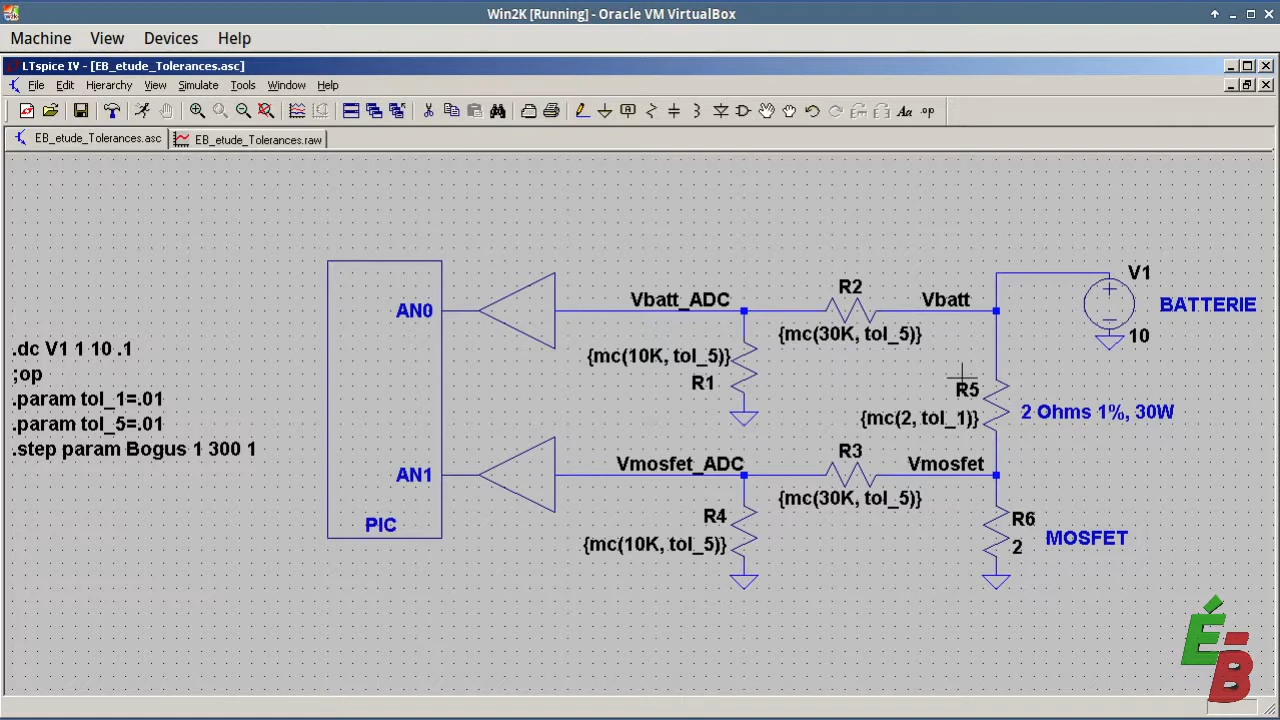 Win2K [Running] - Oracle VM VirtualBox
Machine View Devices Help
LTspice IV - [EB_etude_Tolerances.asc]
File Edit Hierarchy View Simulate Tools Window Help
Aa .op
EB_etude_Tolerances.asc EB_etude_Tolerances.raw
.dc V1 1 10 .1
;op
.param tol_1=.01
.param tol_5=.01
.step param Bogus 1 300 1
AN0
AN1
PIC
Vbatt_ADC
{mc(10K, tol_5)}
R1
R2
{mc(30K, tol_5)}
Vbatt
V1
BATTERIE
10
R5
{mc(2, tol_1)}
2 Ohms 1%, 30W
Vmosfet_ADC
R3
{mc(30K, tol_5)}
Vmosfet
R4
{mc(10K, tol_5)}
R6
2
MOSFET
ÉB